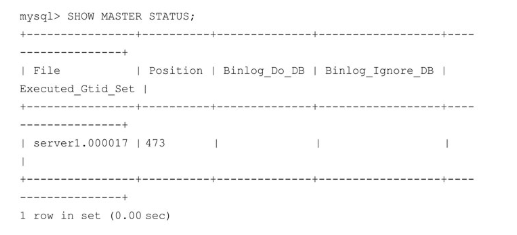 mysql> SHOW MASTER STATUS;
+---------------+----------+--------------+------------------+----
---------------+
| File          | Position | Binlog_Do_DB | Binlog_Ignore_DB |
Executed_Gtid_Set |
+---------------+----------+--------------+------------------+----
---------------+
| server1.000017 | 473      |              |                  |
|
+---------------+----------+--------------+------------------+----
---------------+
1 row in set (0.00 sec)